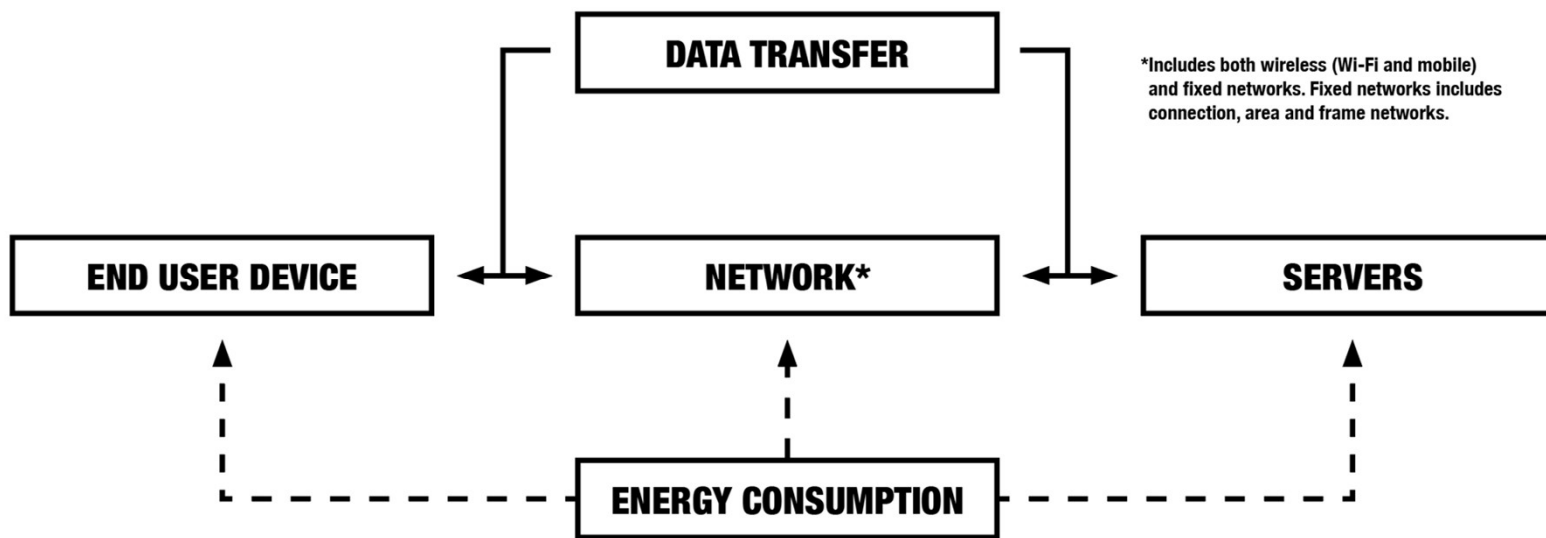 DATA TRANSFER
*Includes both wireless (Wi-Fi and mobile)
and fixed networks. Fixed networks includes
connection, area and frame networks.
END USER DEVICE
NETWORK*
SERVERS
ENERGY CONSUMPTION